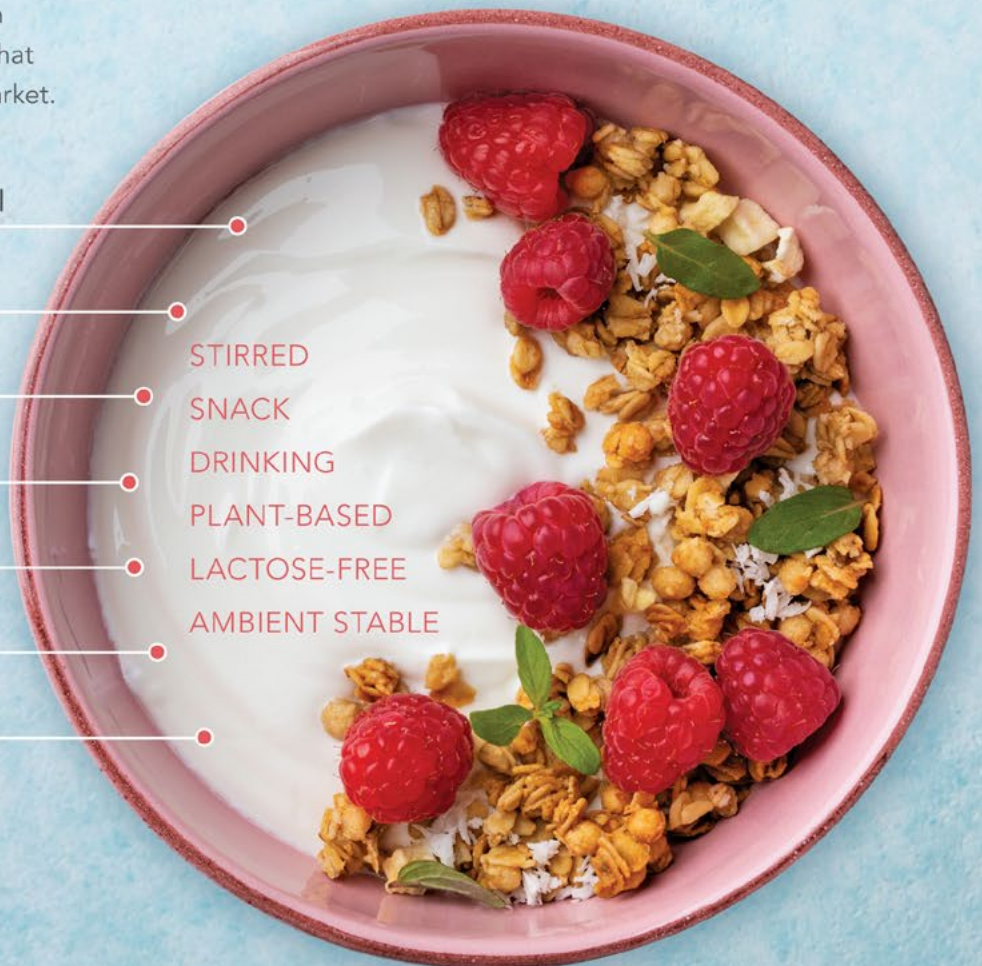 hat
rket.
STIRRED
SNACK
DRINKING
PLANT-BASED
LACTOSE-FREE
AMBIENT STABLE